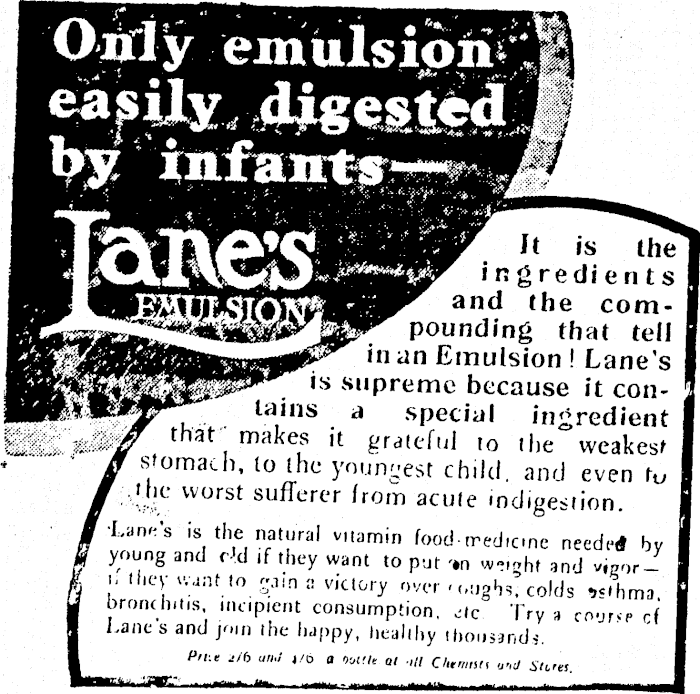 Only emulsion
easily digested
by infants—
Lane's
EMULSION
It is the
ingredients
and the com-
pounding that tell
in an Emulsion! Lane's
is supreme because it con-
tains a special ingredient
that makes it grateful to the weakest
stomach, to the youngest child, and even to
the worst sufferer from acute indigestion.
Lane's is the natural vitamin food-medicine needed by
young and old if they want to put on weight and vigor—
if they want to gain a victory over coughs, colds asthma,
bronchitis, incipient consumption, etc. Try a course of
Lane's and join the happy, healthy thousands.
Price 2/6 and 4/6 a bottle at all Chemists and Stores.